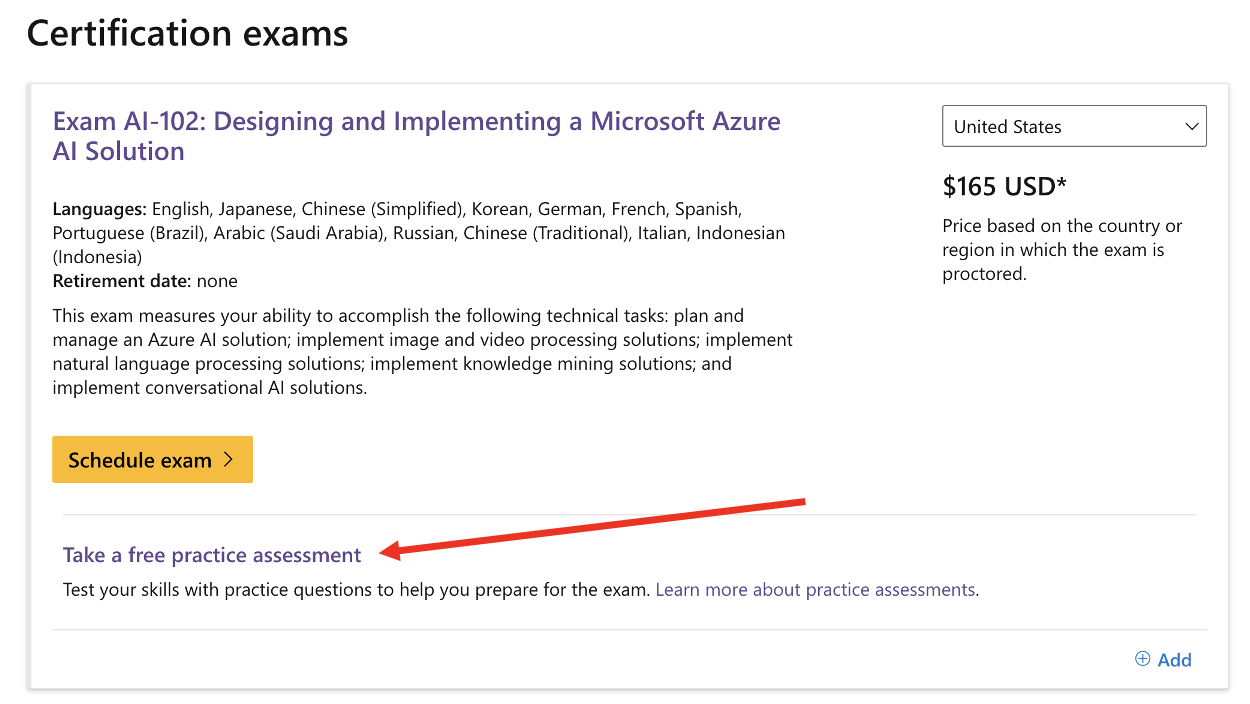 Certification exams
Exam AI-102: Designing and Implementing a Microsoft Azure
AI Solution
Languages: English, Japanese, Chinese (Simplified), Korean, German, French, Spanish,
Portuguese (Brazil), Arabic (Saudi Arabia), Russian, Chinese (Traditional), Italian, Indonesian
(Indonesia)
Retirement date: none
This exam measures your ability to accomplish the following technical tasks: plan and
manage an Azure AI solution; implement image and video processing solutions; implement
natural language processing solutions; implement knowledge mining solutions; and
implement conversational AI solutions.
Schedule exam
United States
$165 USD*
Price based on the country or
region in which the exam is
proctored.
Take a free practice assessment
Test your skills with practice questions to help you prepare for the exam. Learn more about practice assessments.
Add